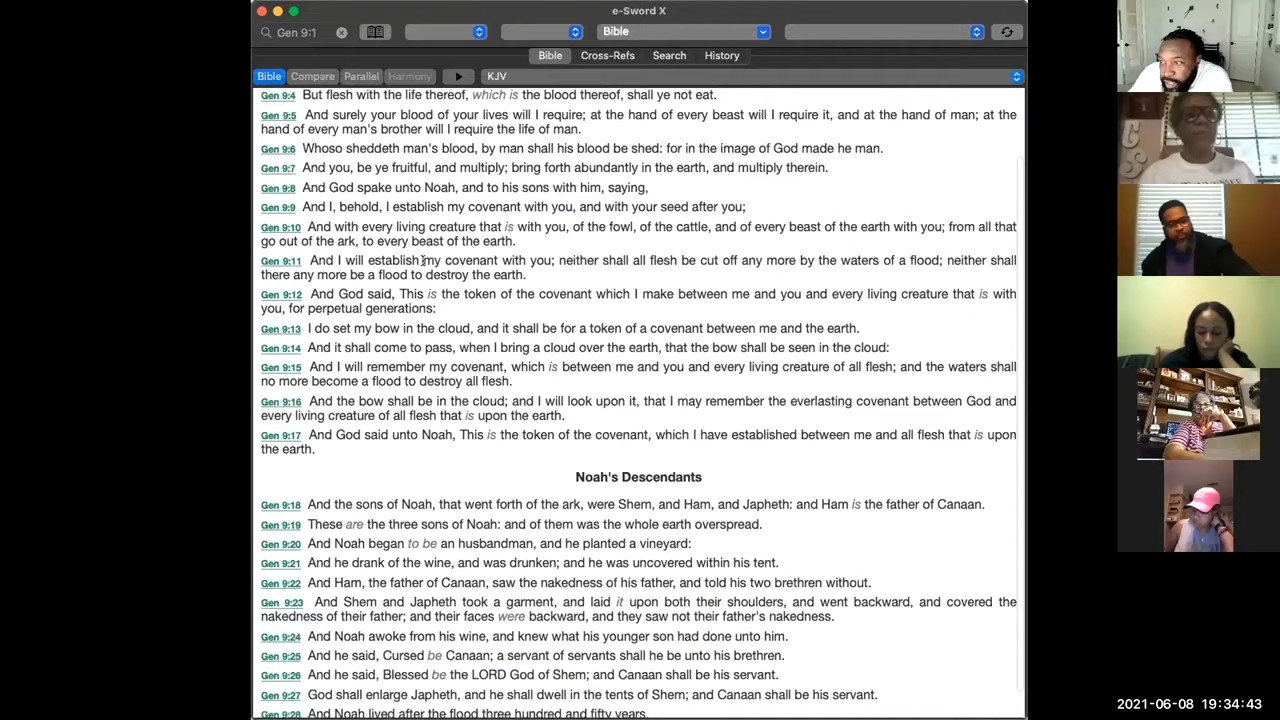 e-Sword X
Gen 9:1
Bible
Bible Cross-Refs Search History
Bible Compare Parallel Harmony KJV
Gen 9:4 But flesh with the life thereof, which is the blood thereof, shall ye not eat.
Gen 9:5 And surely your blood of your lives will I require; at the hand of every beast will I require it, and at the hand of man; at the
hand of every man's brother will I require the life of man.
Gen 9:6 Whoso sheddeth man's blood, by man shall his blood be shed: for in the image of God made he man.
Gen 9:7 And you, be ye fruitful, and multiply; bring forth abundantly in the earth, and multiply therein.
Gen 9:8 And God spake unto Noah, and to his sons with him, saying,
Gen 9:9 And I, behold, I establish my covenant with you, and with your seed after you;
Gen 9:10 And with every living creature that is with you, of the fowl, of the cattle, and of every beast of the earth with you; from all that
go out of the ark, to every beast of the earth.
Gen 9:11 And I will establish my covenant with you; neither shall all flesh be cut off any more by the waters of a flood; neither shall
there any more be a flood to destroy the earth.
Gen 9:12 And God said, This is the token of the covenant which I make between me and you and every living creature that is with
you, for perpetual generations:
Gen 9:13 I do set my bow in the cloud, and it shall be for a token of a covenant between me and the earth.
Gen 9:14 And it shall come to pass, when I bring a cloud over the earth, that the bow shall be seen in the cloud:
Gen 9:15 And I will remember my covenant, which is between me and you and every living creature of all flesh; and the waters shall
no more become a flood to destroy all flesh.
Gen 9:16 And the bow shall be in the cloud; and I will look upon it, that I may remember the everlasting covenant between God and
every living creature of all flesh that is upon the earth.
Gen 9:17 And God said unto Noah, This is the token of the covenant, which I have established between me and all flesh that is upon
the earth.
Noah's Descendants
Gen 9:18 And the sons of Noah, that went forth of the ark, were Shem, and Ham, and Japheth: and Ham is the father of Canaan.
Gen 9:19 These are the three sons of Noah: and of them was the whole earth overspread.
Gen 9:20 And Noah began to be an husbandman, and he planted a vineyard:
Gen 9:21 And he drank of the wine, and was drunken; and he was uncovered within his tent.
Gen 9:22 And Ham, the father of Canaan, saw the nakedness of his father, and told his two brethren without.
Gen 9:23 And Shem and Japheth took a garment, and laid it upon both their shoulders, and went backward, and covered the
nakedness of their father; and their faces were backward, and they saw not their father's nakedness.
Gen 9:24 And Noah awoke from his wine, and knew what his younger son had done unto him.
Gen 9:25 And he said, Cursed be Canaan; a servant of servants shall he be unto his brethren.
Gen 9:26 And he said, Blessed be the LORD God of Shem; and Canaan shall be his servant.
Gen 9:27 God shall enlarge Japheth, and he shall dwell in the tents of Shem; and Canaan shall be his servant.
Gen 9:28 And Noah lived after the flood three hundred and fifty years.
2021-06-08 19:34:43